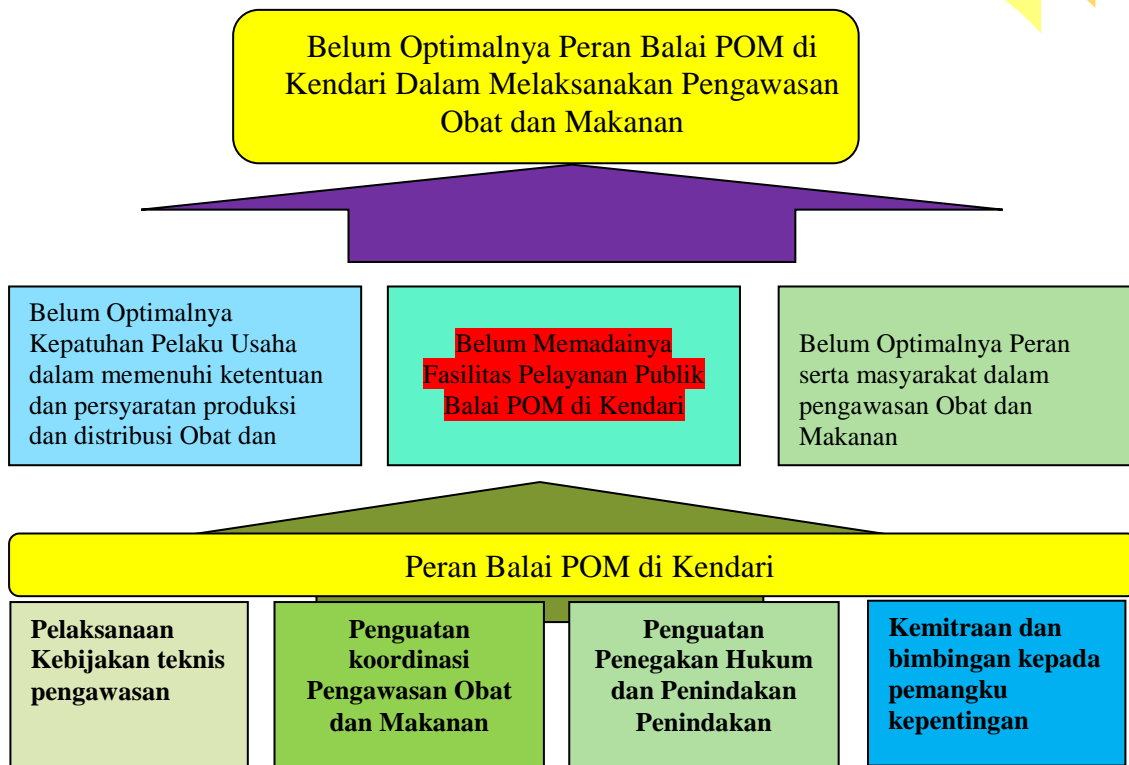 Belum Optimalnya Peran Balai POM di
Kendari Dalam Melaksanakan Pengawasan
Obat dan Makanan
Belum Optimalnya
Kepatuhan Pelaku Usaha
dalam memenuhi ketentuan
dan persyaratan produksi
dan distribusi Obat dan
Belum Memadainya
Fasilitas Pelayanan Publik
Balai POM di Kendari
Belum Optimalnya Peran
serta masyarakat dalam
pengawasan Obat dan
Makanan
Peran Balai POM di Kendari
Pelaksanaan
Kebijakan teknis
pengawasan
Penguatan
koordinasi
Pengawasan Obat
dan Makanan
Penguatan
Penegakan Hukum
dan Penindakan
Penindakan
Kemitraan dan
bimbingan kepada
pemangku
kepentingan